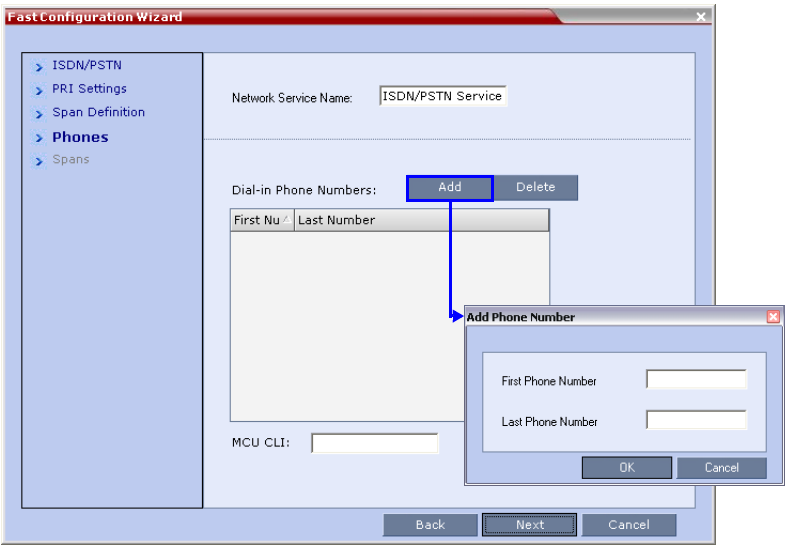 Fast Configuration Wizard
ISDN/PSTN
PRI Settings
Span Definition
Phones
Spans
Network Service Name: ISDN/PSTN Service
Dial-in Phone Numbers: Add Delete
First Nu Last Number
Add Phone Number
First Phone Number
Last Phone Number
OK Cancel
MCU CLI:
Back Next Cancel